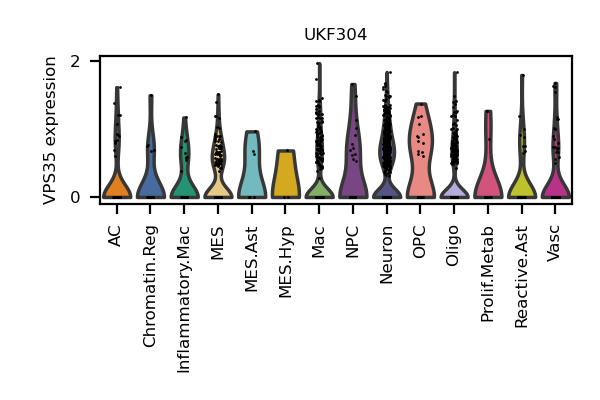 UKF304
VPS35 expression
2
0
AC
Chromatin.Reg
Inflammatory.Mac
MES
MES.Ast
MES.Hyp
Mac
NPC
Neuron
OPC
Oligo
Prolif.Metab
Reactive.Ast
Vasc